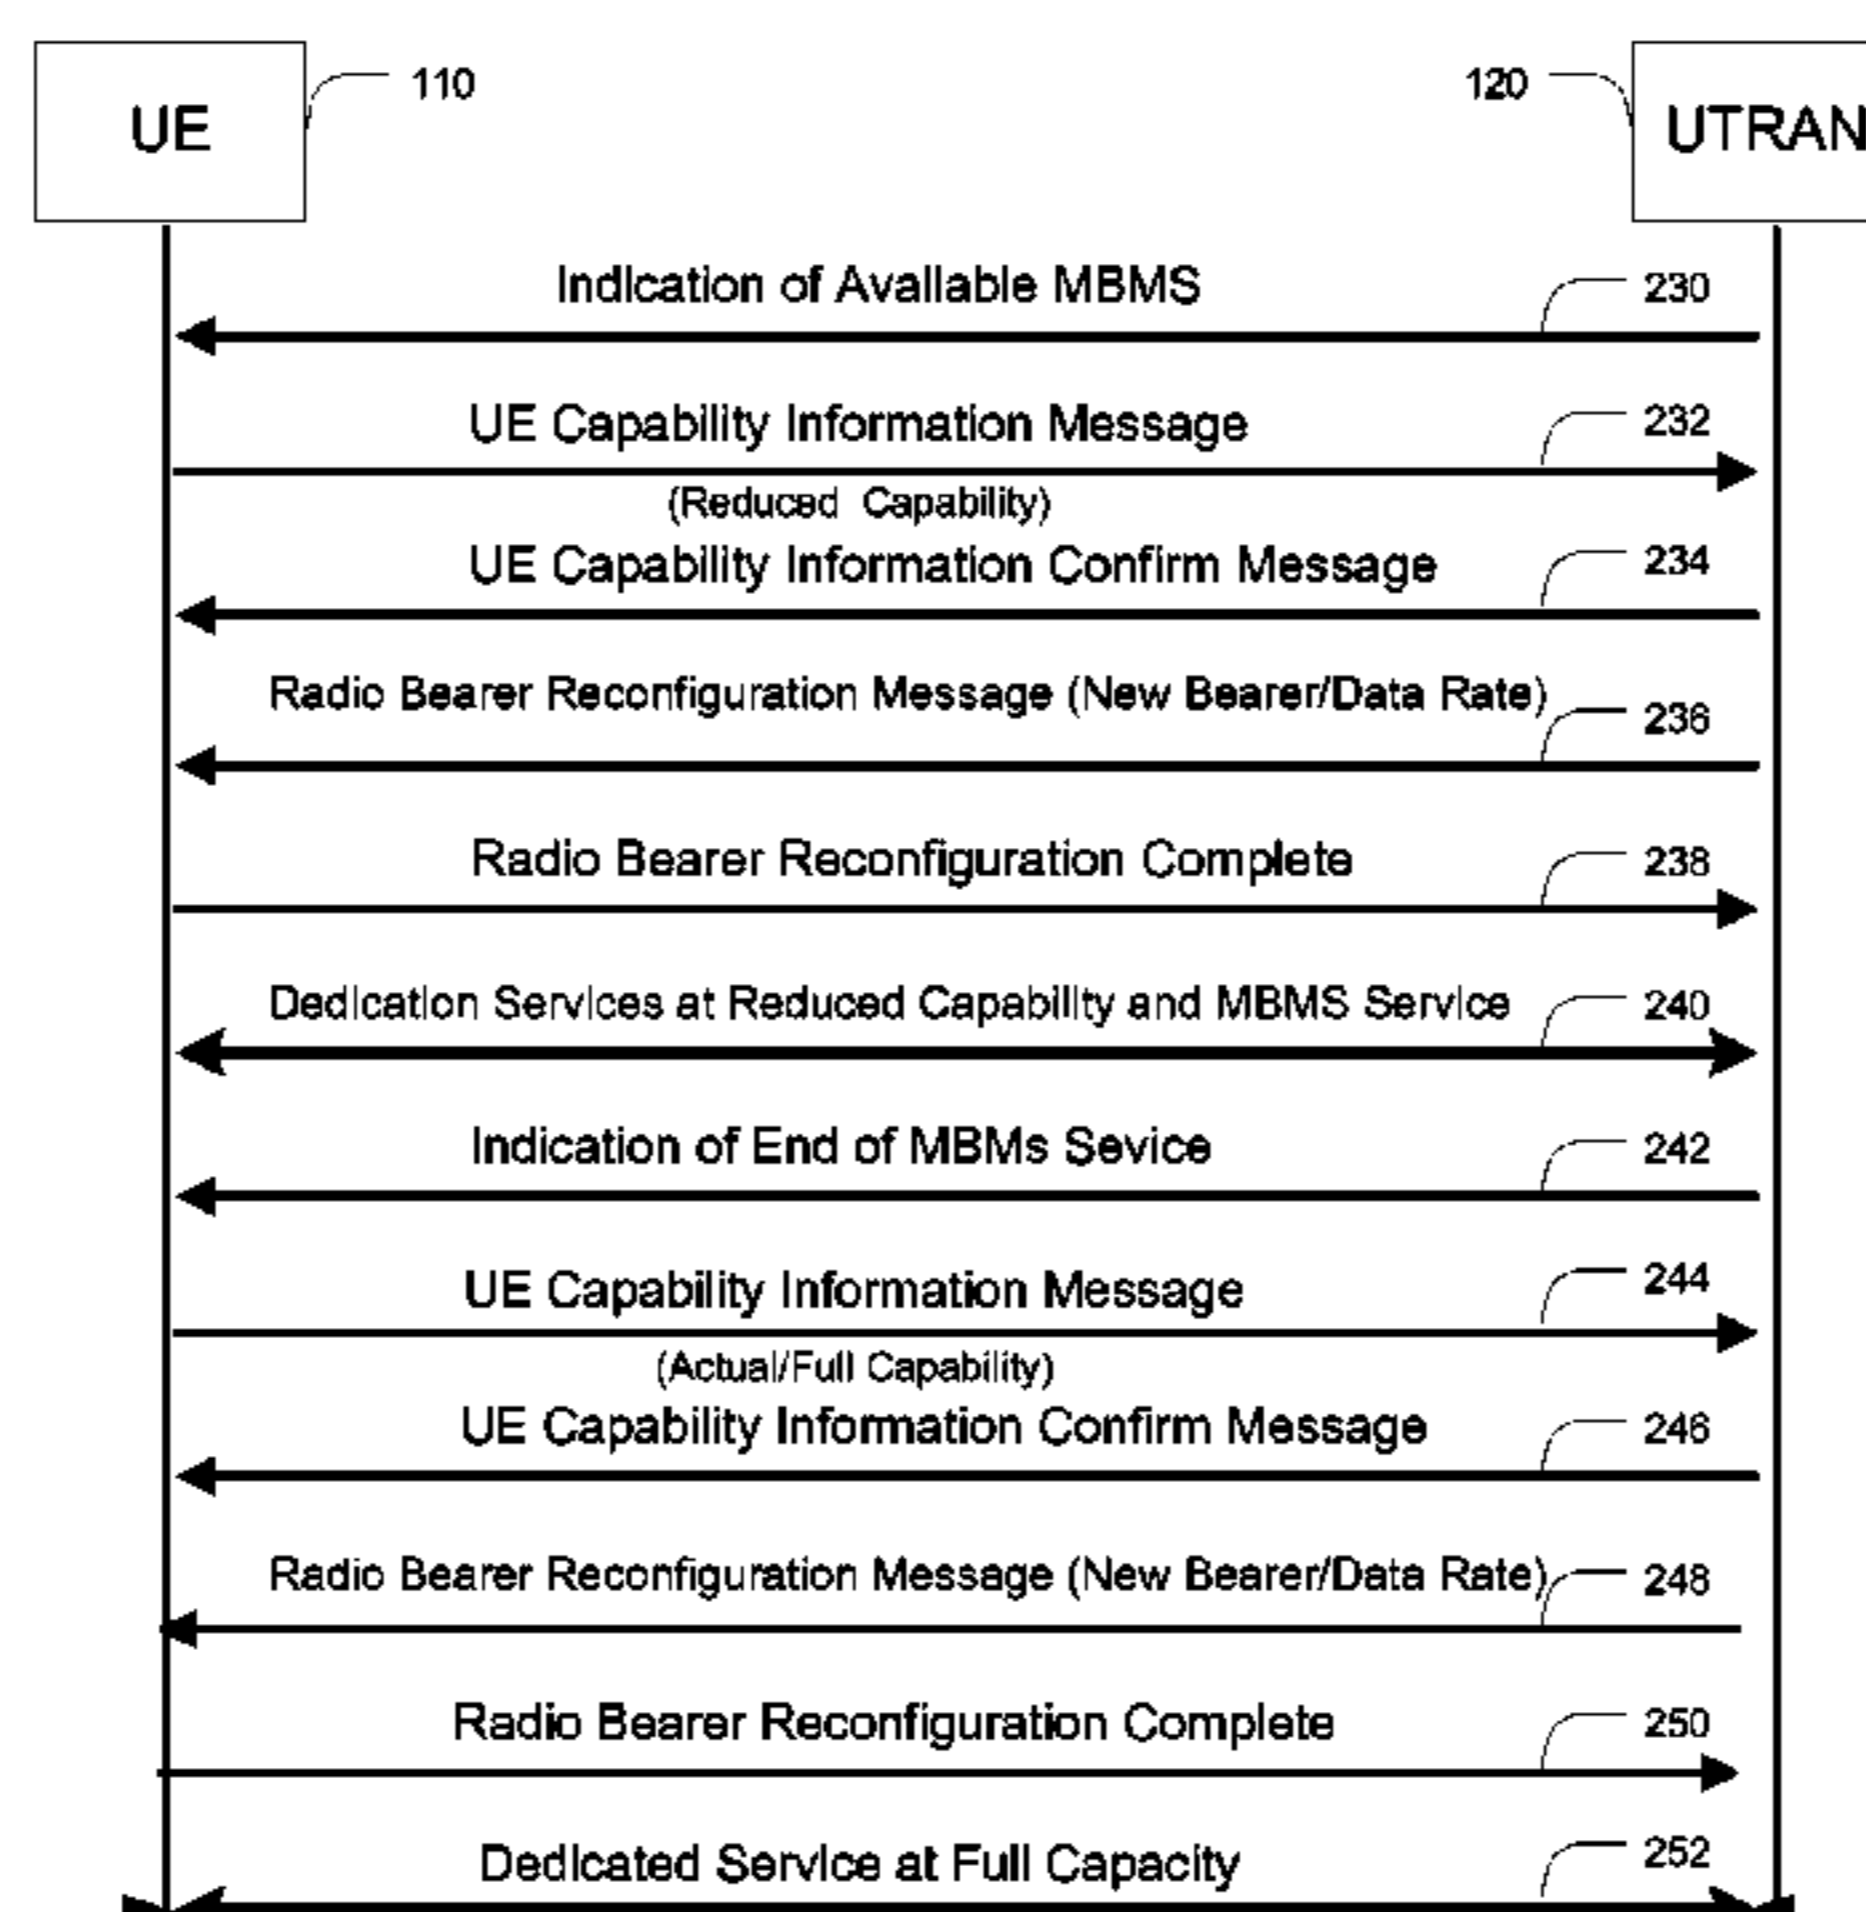 UE
110
120
UTRAN
Indication of Available MBMS
230
UE Capability Information Message
232
(Reduced Capability)
UE Capability Information Confirm Message
234
Radio Bearer Reconfiguration Message (New Bearer/Data Rate)
236
Radio Bearer Reconfiguration Complete
238
Dedication Services at Reduced Capability and MBMS Service
240
Indication of End of MBMs Sevice
242
UE Capability Information Message
244
(Actual/Full Capability)
UE Capability Information Confirm Message
246
Radio Bearer Reconfiguration Message (New Bearer/Data Rate)
248
Radio Bearer Reconfiguration Complete
250
Dedicated Service at Full Capacity
252